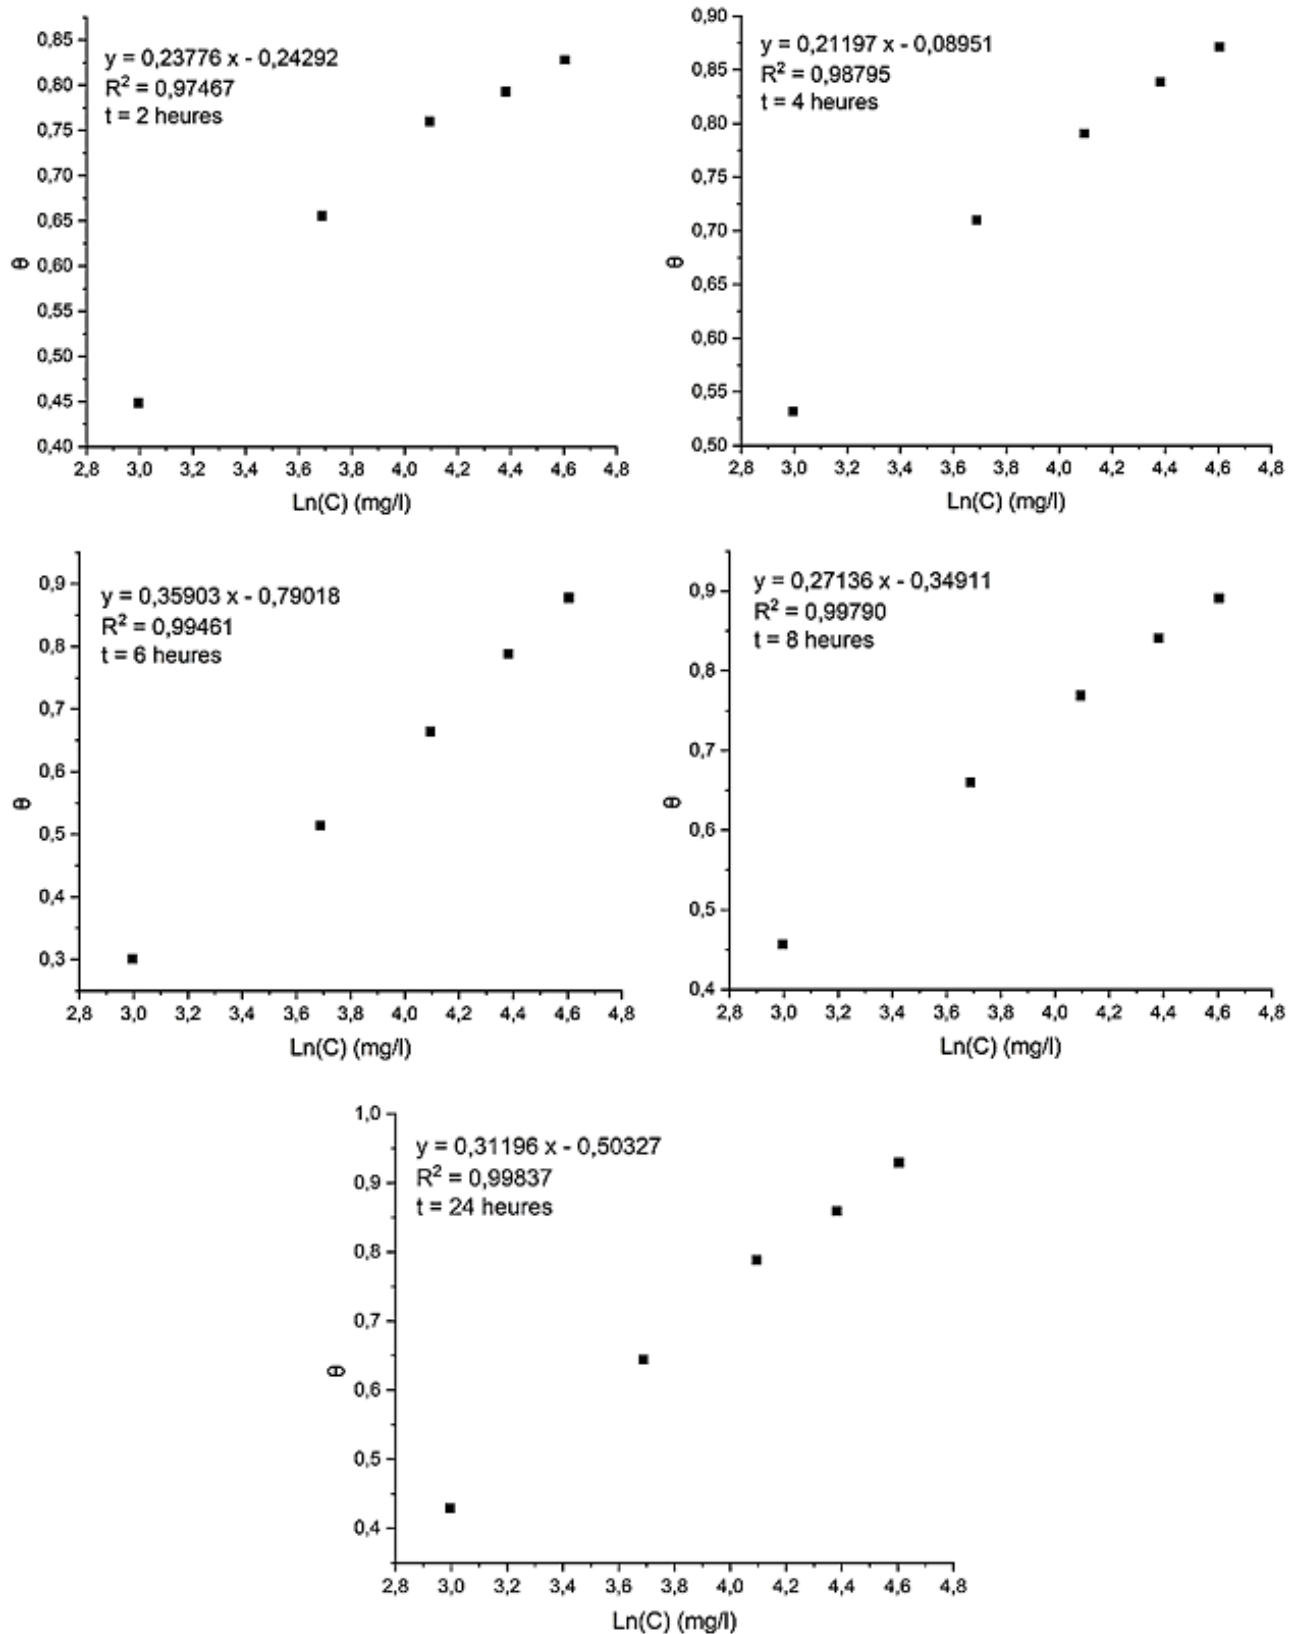 y = 0,23776 x - 0,24292
R² = 0,97467
t = 2 heures
0,85
0,80
0,75
0,70
0,65
0,60
0,55
0,50
0,45
0,40
θ
2,8 3,0 3,2 3,4 3,6 3,8 4,0 4,2 4,4 4,6 4,8
Ln(C) (mg/l)
y = 0,21197 x - 0,08951
R² = 0,98795
t = 4 heures
0,90
0,85
0,80
0,75
0,70
0,65
0,60
0,55
0,50
θ
2,8 3,0 3,2 3,4 3,6 3,8 4,0 4,2 4,4 4,6 4,8
Ln(C) (mg/l)
y = 0,35903 x - 0,79018
R² = 0,99461
t = 6 heures
0,9
0,8
0,7
0,6
0,5
0,4
0,3
θ
2,8 3,0 3,2 3,4 3,6 3,8 4,0 4,2 4,4 4,6 4,8
Ln(C) (mg/l)
y = 0,27136 x - 0,34911
R² = 0,99790
t = 8 heures
0,9
0,8
0,7
0,6
0,5
0,4
θ
2,8 3,0 3,2 3,4 3,6 3,8 4,0 4,2 4,4 4,6 4,8
Ln(C) (mg/l)
y = 0,31196 x - 0,50327
R² = 0,99837
t = 24 heures
1,0
0,9
0,8
0,7
0,6
0,5
0,4
θ
2,8 3,0 3,2 3,4 3,6 3,8 4,0 4,2 4,4 4,6 4,8
Ln(C) (mg/l)